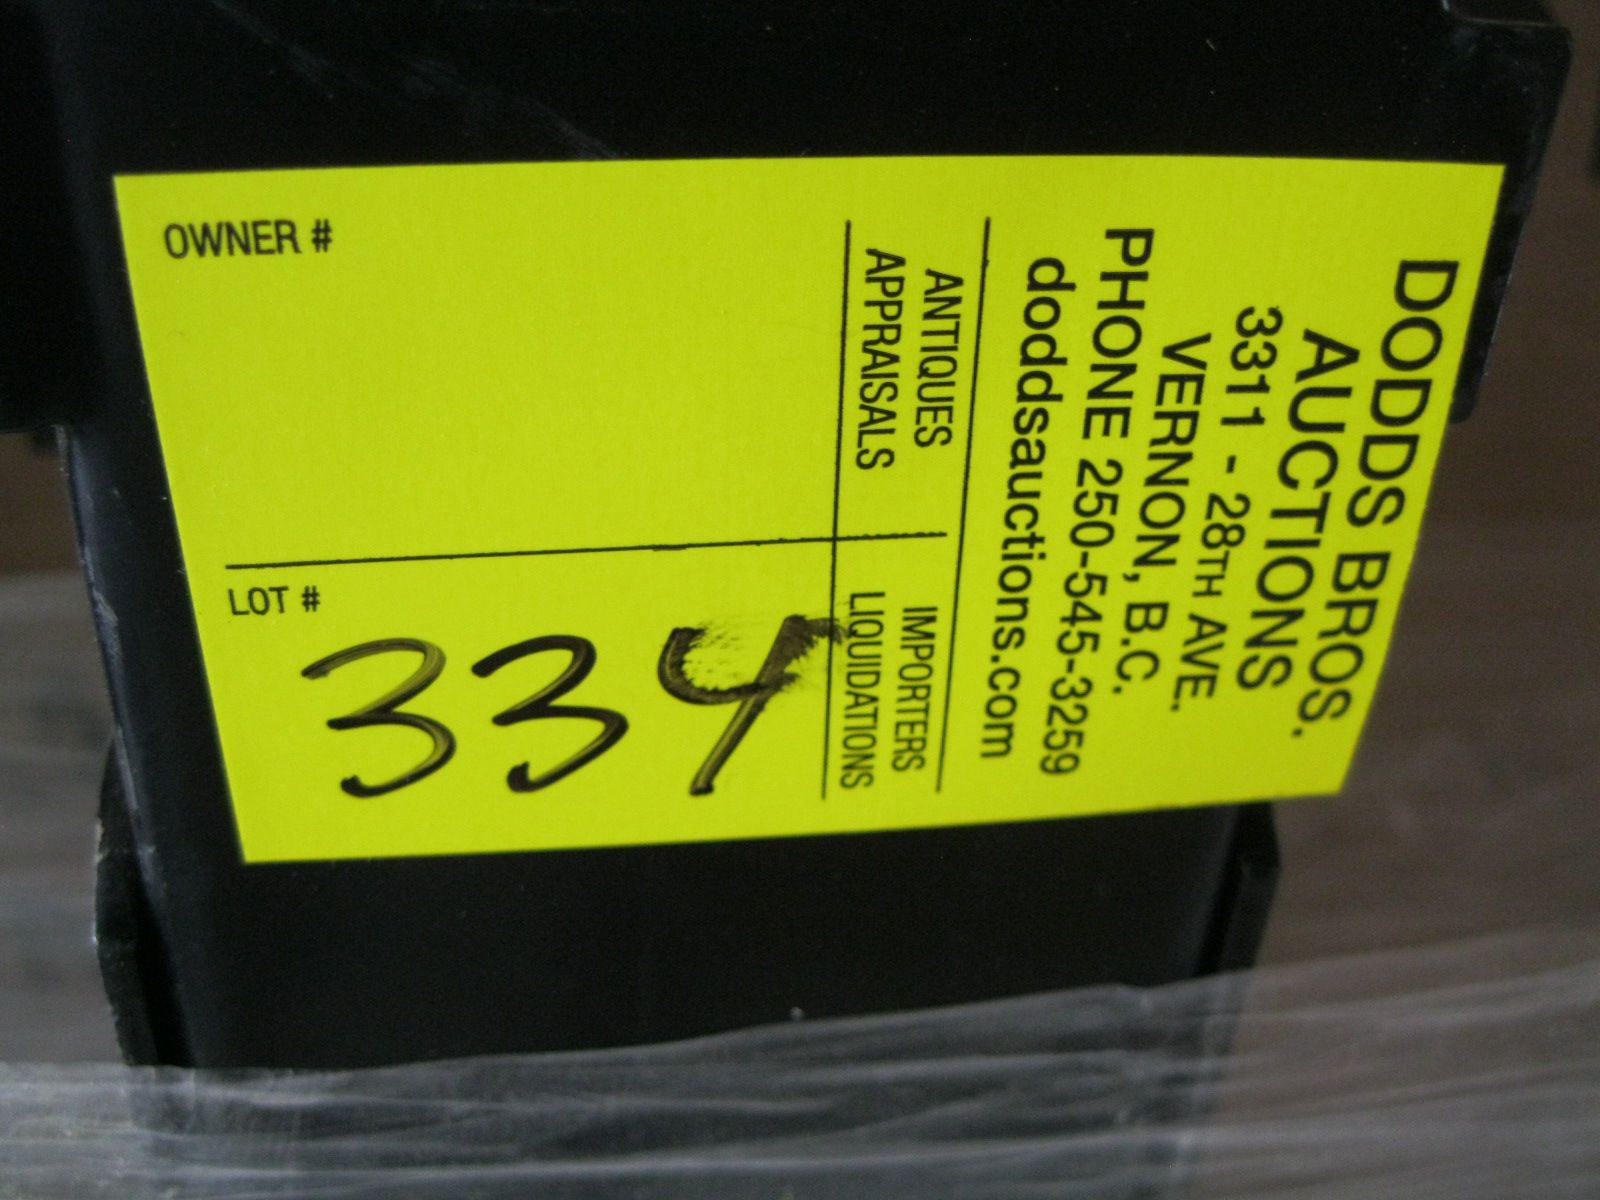 DODDS BROS.
AUCTIONS
3311 - 28TH AVE.
VERNON, B.C.
PHONE 250-545-3259
doddsauctions.com
ANTIQUES IMPORTERS
APPRAISALS LIQUIDATIONS
OWNER #
LOT #
334